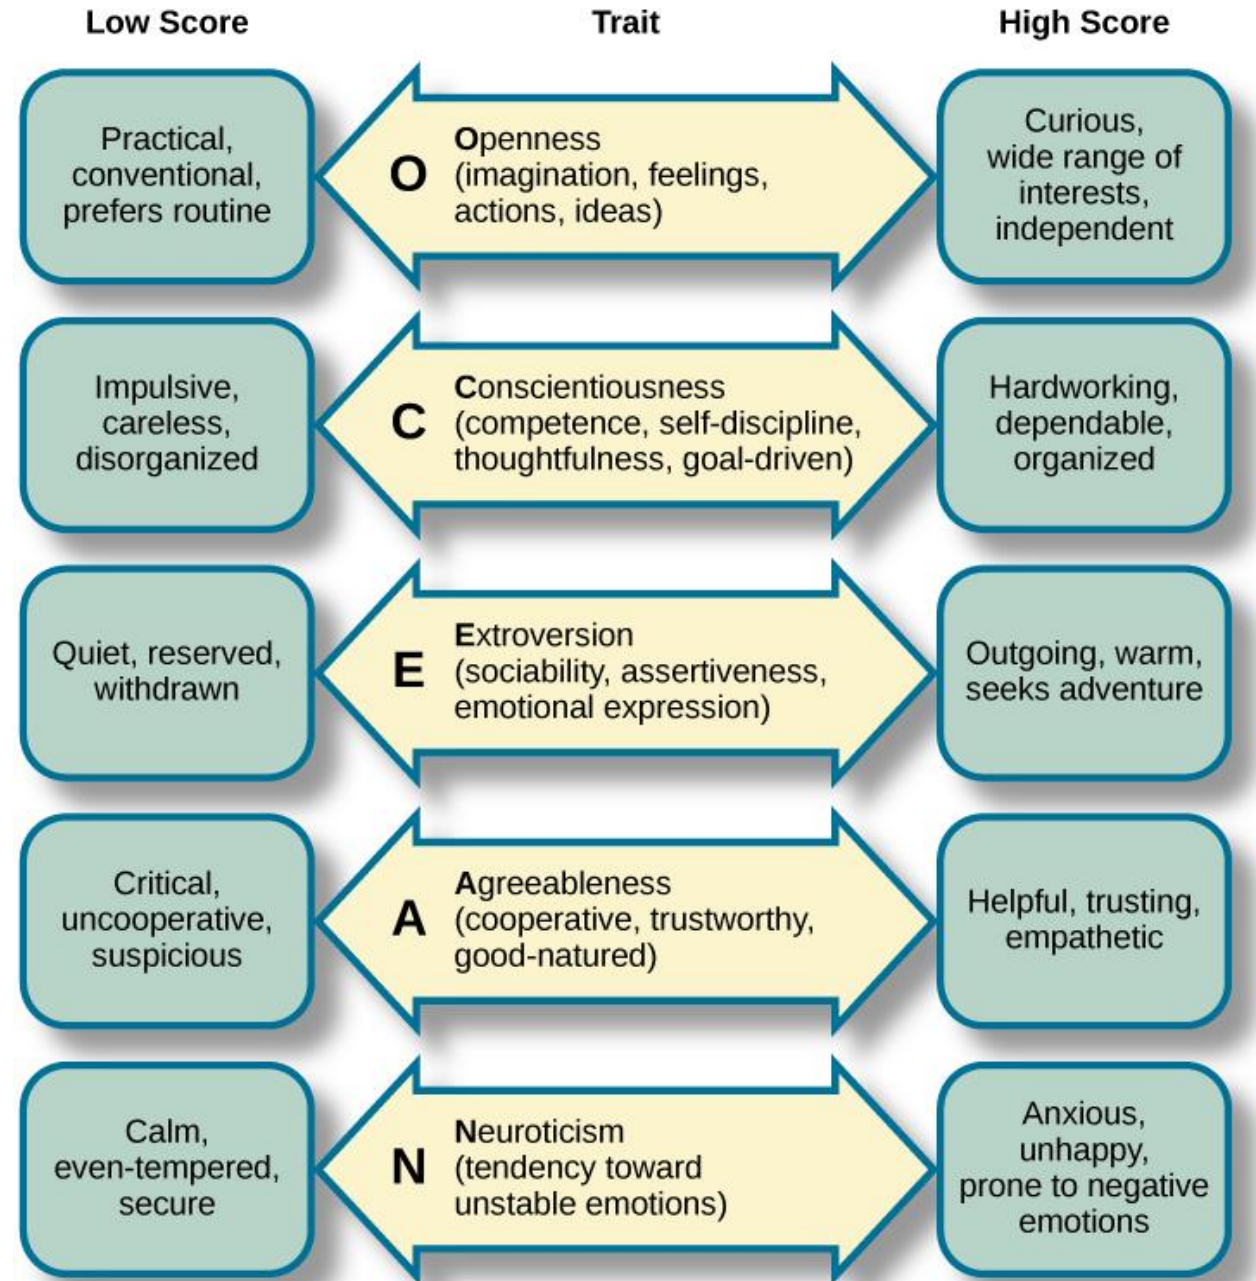 Low Score
Trait
High Score
Practical,
conventional,
prefers routine
O
Openness
(imagination, feelings,
actions, ideas)
Curious,
wide range of
interests,
independent
Impulsive,
careless,
disorganized
C
Conscientiousness
(competence, self-discipline,
thoughtfulness, goal-driven)
Hardworking,
dependable,
organized
Quiet, reserved,
withdrawn
E
Extroversion
(sociability, assertiveness,
emotional expression)
Outgoing, warm,
seeks adventure
Critical,
uncooperative,
suspicious
A
Agreeableness
(cooperative, trustworthy,
good-natured)
Helpful, trusting,
empathetic
Calm,
even-tempered,
secure
N
Neuroticism
(tendency toward
unstable emotions)
Anxious,
unhappy,
prone to negative
emotions